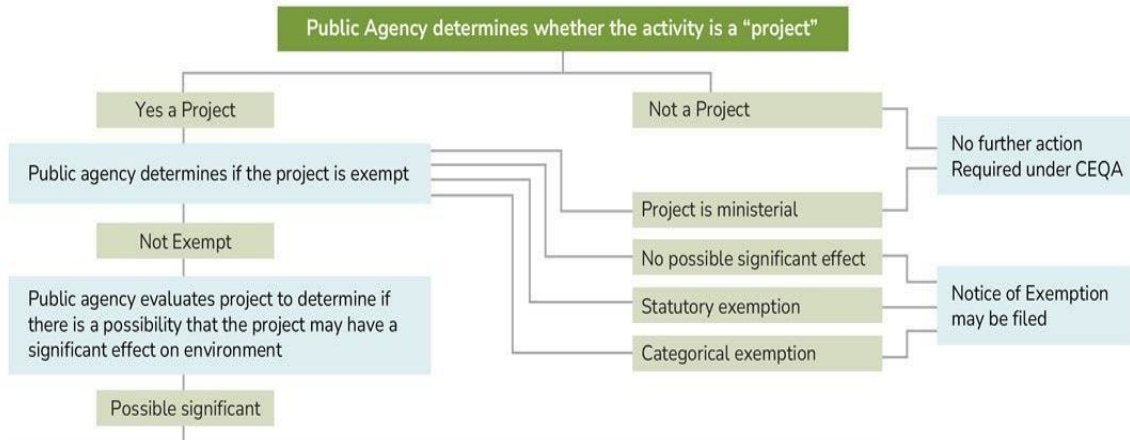 Public Agency determines whether the activity is a “project”
Yes a Project
Not a Project
No further action
Required under CEQA
Public agency determines if the project is exempt
Project is ministerial
Not Exempt
No possible significant effect
Public agency evaluates project to determine if
there is a possibility that the project may have a
significant effect on environment
Statutory exemption
Notice of Exemption
may be filed
Categorical exemption
Possible significant